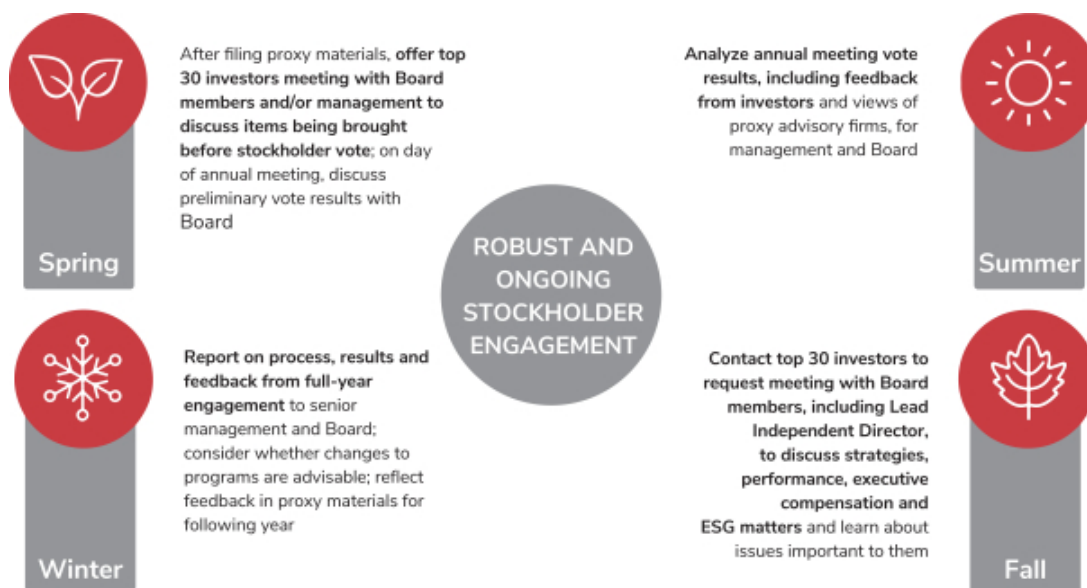 After filing proxy materials, offer top
30 investors meeting with Board
members and/or management to
discuss items being brought
before stockholder vote; on day
of annual meeting, discuss
preliminary vote results with
Board
Spring
Analyze annual meeting vote
results, including feedback
from investors and views of
proxy advisory firms, for
management and Board
Summer
ROBUST AND
ONGOING
STOCKHOLDER
ENGAGEMENT
Report on process, results and
feedback from full-year
engagement to senior
management and Board;
consider whether changes to
programs are advisable; reflect
feedback in proxy materials for
following year
Winter
Contact top 30 investors to
request meeting with Board
members, including Lead
Independent Director,
to discuss strategies,
performance, executive
compensation and
ESG matters and learn about
issues important to them
Fall